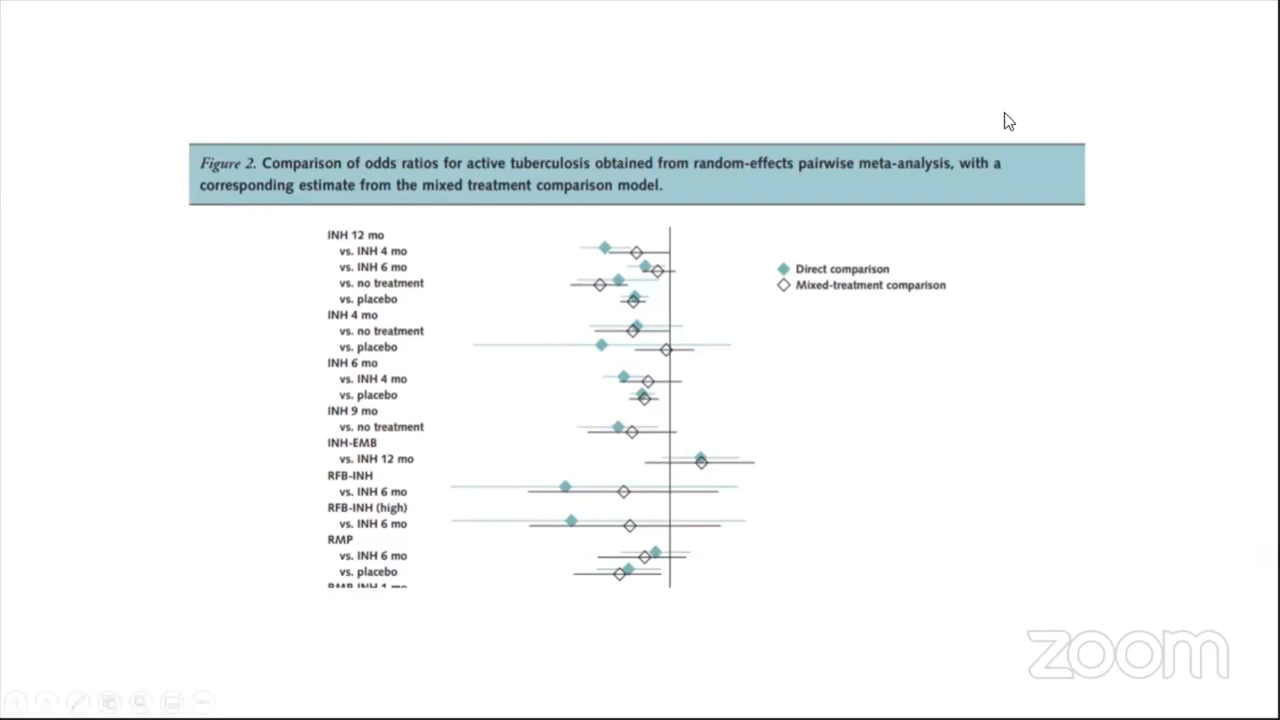 Figure 2. Comparison of odds ratios for active tuberculosis obtained from random-effects pairwise meta-analysis, with a
corresponding estimate from the mixed treatment comparison model.
INH 12 mo
vs. INH 4 mo
vs. INH 6 mo
vs. no treatment
vs. placebo
INH 4 mo
vs. no treatment
vs. placebo
INH 6 mo
vs. INH 4 mo
vs. placebo
INH 9 mo
vs. no treatment
INH-EMB
vs. INH 12 mo
RFB-INH
vs. INH 6 mo
RFB-INH (high)
vs. INH 6 mo
RMP
vs. INH 6 mo
vs. placebo
Direct comparison
Mixed-treatment comparison
zoom